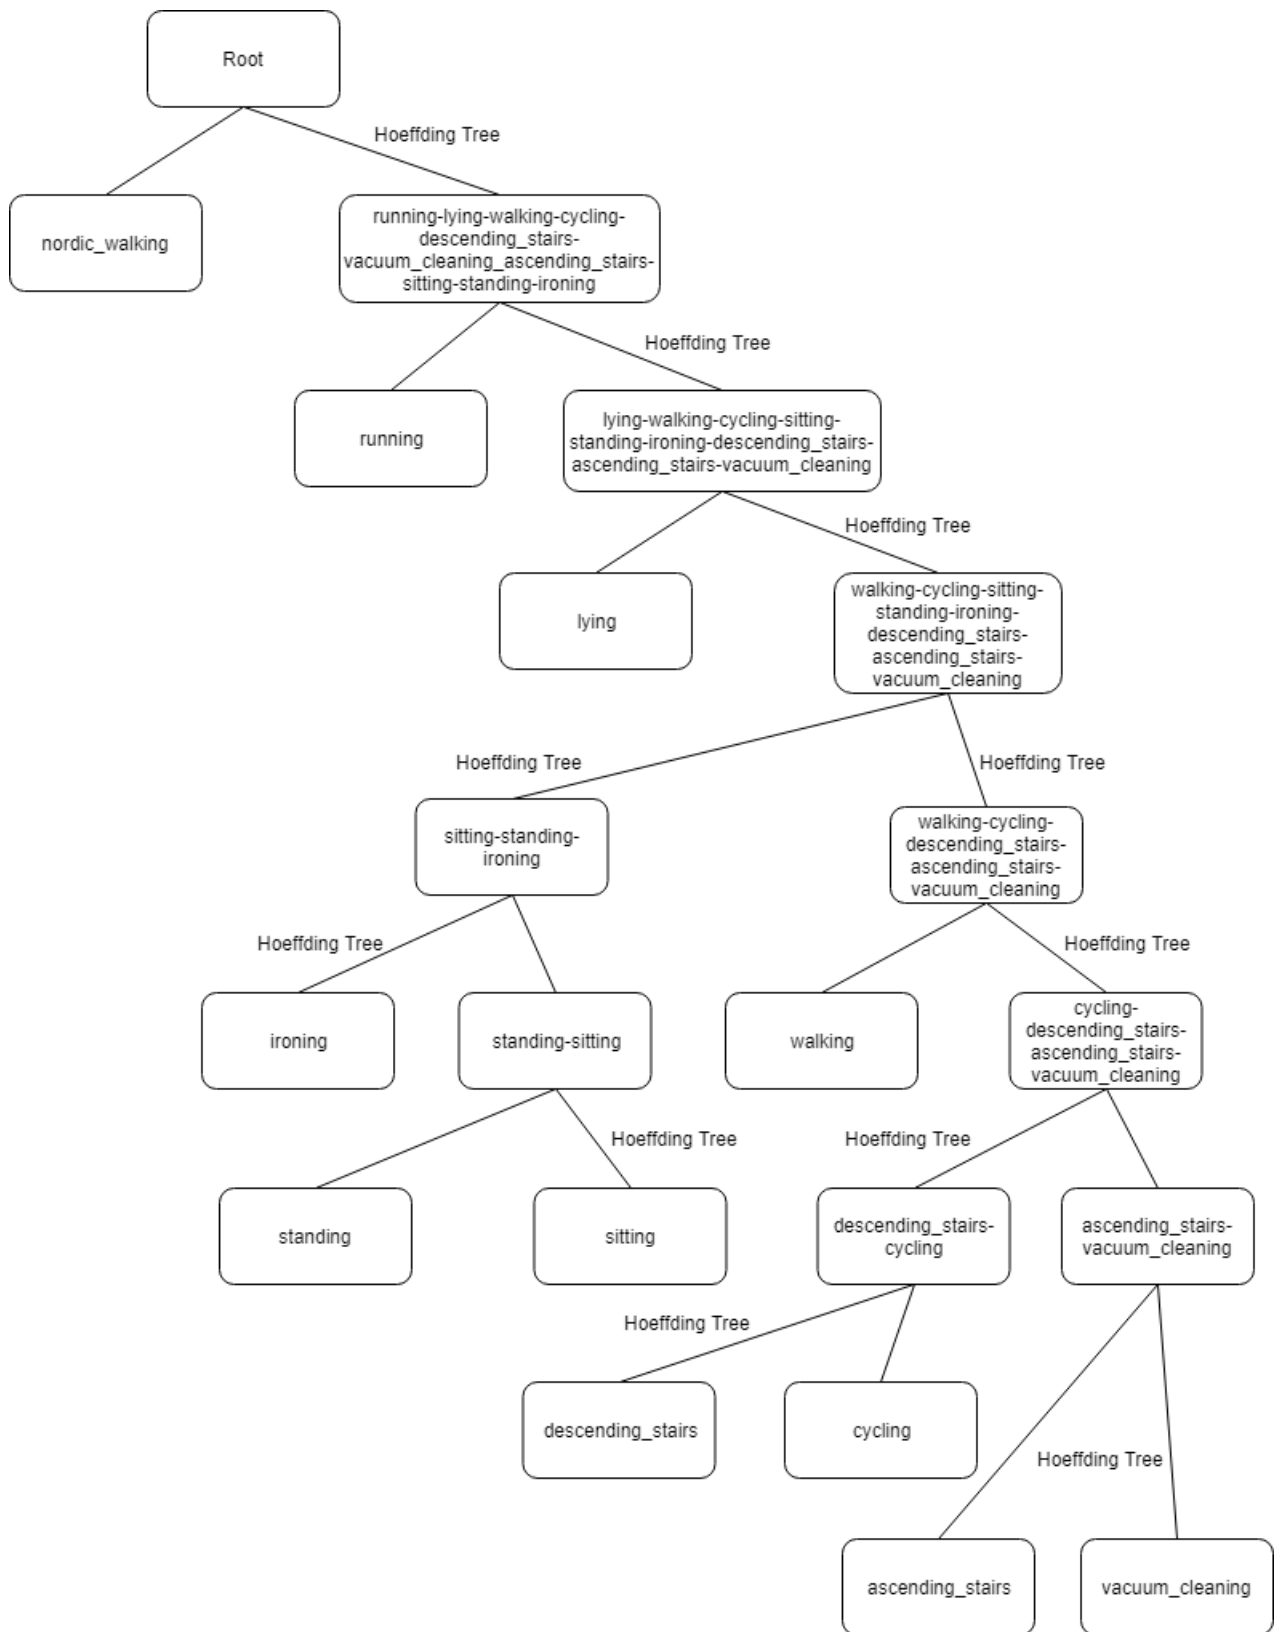 Root
Hoeffding Tree
nordic_walking
running-lying-walking-cycling-
descending_stairs-
vacuum_cleaning_ascending_stairs-
sitting-standing-ironing
Hoeffding Tree
running
lying-walking-cycling-sitting-
standing-ironing-descending_stairs-
ascending_stairs-vacuum_cleaning
Hoeffding Tree
lying
walking-cycling-sitting-
standing-ironing-
descending_stairs-
ascending_stairs-
vacuum_cleaning
Hoeffding Tree
Hoeffding Tree
sitting-standing-
ironing
walking-cycling-
descending_stairs-
ascending_stairs-
vacuum_cleaning
Hoeffding Tree
Hoeffding Tree
ironing
standing-sitting
walking
cycling-
descending_stairs-
ascending_stairs-
vacuum_cleaning
Hoeffding Tree
Hoeffding Tree
standing
sitting
descending_stairs-
cycling
ascending_stairs-
vacuum_cleaning
Hoeffding Tree
descending_stairs
cycling
Hoeffding Tree
ascending_stairs
vacuum_cleaning